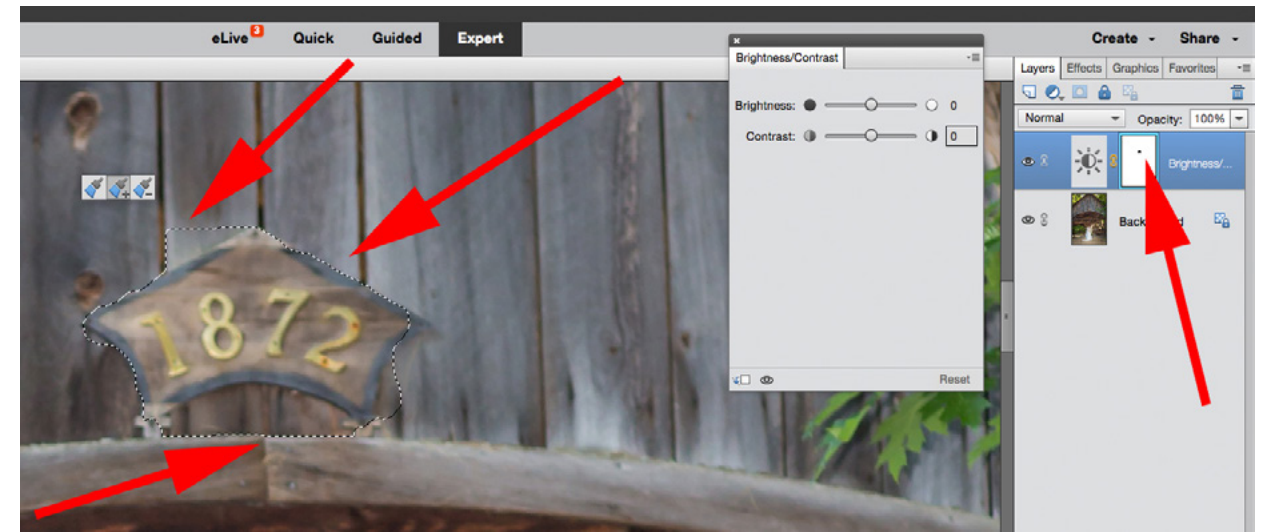 eLive 3 Quick Guided Expert Create Share
Brightness/Contrast
Brightness: 0
Contrast: 0
Reset
Layers Effects Graphics Favorites
Normal Opacity: 100%
Brightness/...
1872